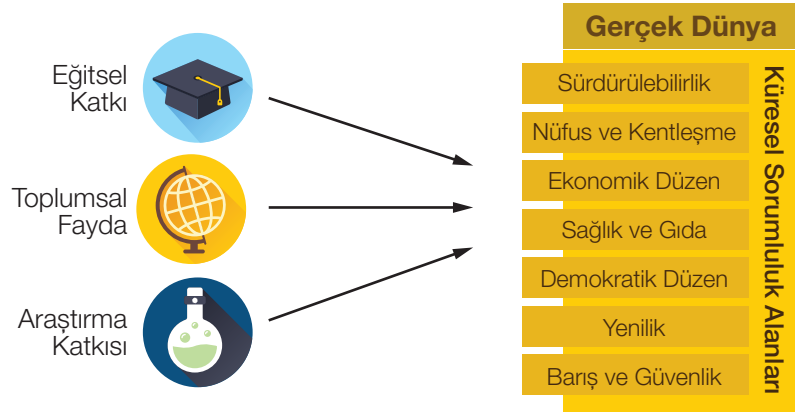 Eğitsel
Katkı
Toplumsal
Fayda
Araştırma
Katkısı
Gerçek Dünya
Sürdürülebilirlik
Nüfus ve Kentleşme
Ekonomik Düzen
Sağlık ve Gıda
Demokratik Düzen
Yenilik
Barış ve Güvenlik
Küresel Sorumluluk Alanları